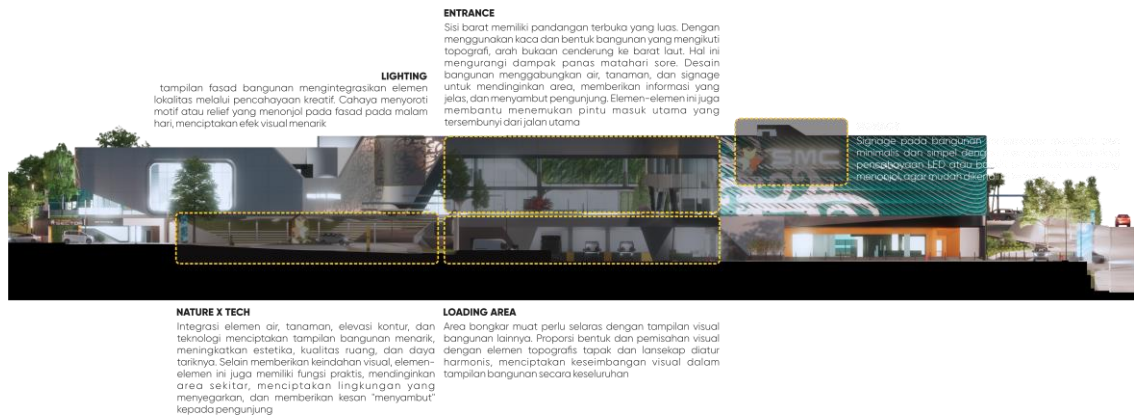 ENTRANCE
Sisi barat memiliki pandangan terbuka yang luas. Dengan
menggunakan kaca dan bentuk bangunan yang mengikuti
topografi, arah bukaan cenderung ke barat laut. Hal ini
mengurangi dampak panas matahari sore. Desain
bangunan menggabungkan air, tanaman, dan signage
untuk mendinginkan area, memberikan informasi yang
jelas, dan menyambut pengunjung. Elemen-elemen ini juga
membantu menemukan pintu masuk utama yang
tersembunyi dari jalan utama
LIGHTING
tampilan fasad bangunan mengintegrasikan elemen
lokalitas melalui pencahayaan kreatif. Cahaya menyoroti
motif atau relief yang menonjol pada fasad pada malam
hari, menciptakan efek visual menarik
SMC
Signage pada bangunan
minimalis dan simpel
pencahayaan LED atau
menonjol, agar mudah
NATURE X TECH
Integrasi elemen air, tanaman, elevasi kontur, dan
teknologi menciptakan tampilan bangunan menarik,
meningkatkan estetika, kualitas ruang, dan daya
tariknya. Selain memberikan keindahan visual, elemen-
elemen ini juga memiliki fungsi praktis, mendinginkan
area sekitar, menciptakan lingkungan yang
menyegarkan, dan memberikan kesan "menyambut"
kepada pengunjung
LOADING AREA
Area bongkar muat perlu selaras dengan tampilan visual
bangunan lainnya. Proporsi bentuk dan pemisahan visual
dengan elemen topografis tapak dan lansekap diatur
harmonis, menciptakan keseimbangan visual dalam
tampilan bangunan secara keseluruhan